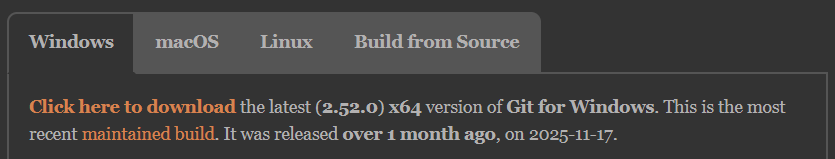 Windows macOS Linux Build from Source
Click here to download the latest (2.52.0) x64 version of Git for Windows. This is the most
recent maintained build. It was released over 1 month ago, on 2025-11-17.